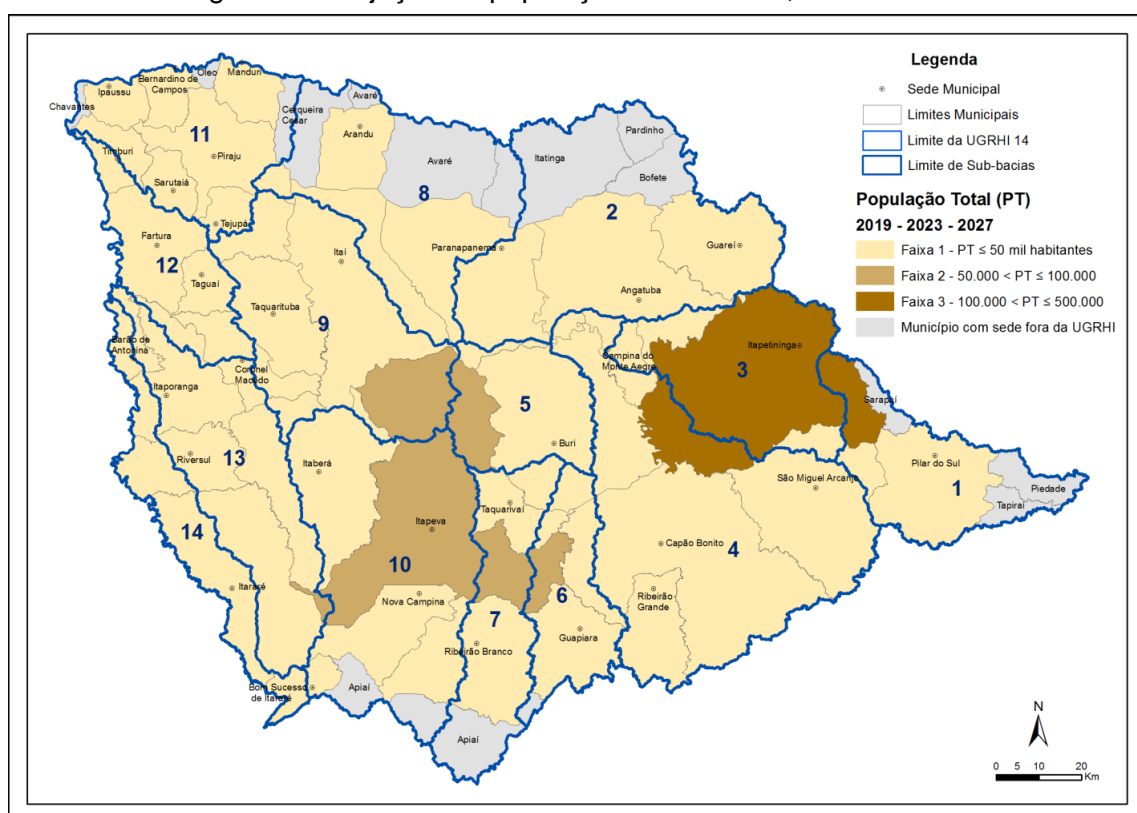 Legenda
Sede Municipal
Limites Municipais
Limite da UGRHI 14
Limite de Sub-bacias
População Total (PT)
2019 - 2023 - 2027
Faixa 1 - PT ≤ 50 mil habitantes
Faixa 2 - 50.000 < PT ≤ 100.000
Faixa 3 - 100.000 < PT ≤ 500.000
Município com sede fora da UGRHI
Chavantes
Ipaussu
Bernardino de
Campos
Óleo
Manduri
Cerqueira
Cesar
Avaré
Arandu
11
Timburi
Piraju
Sarutaiá
Tejupá
Avaré
8
Itatinga
Pardinho
Bofete
2
Guareí
Paranapanema
Angatuba
Fartura
12
Taguaí
Itaí
Taquarituba
9
Barão de
Antonina
Coronel
Macedo
Itaporanga
Campina do
Monte Aegre
Itapetininga
3
Sarapuí
5
Buri
Riversul
13
Itaberá
Pilar do Sul
1
Piedade
Tapiraí
São Miguel Arcanjo
Taquarivaí
Itapeva
10
14
Capão Bonito
4
Itararé
Nova Campina
6
Ribeirão
Grande
7
Guapiara
Ribeirão Branco
Bom Sucesso
de Itararé
Apiaí
Apiaí
N
0 5 10 20
Km